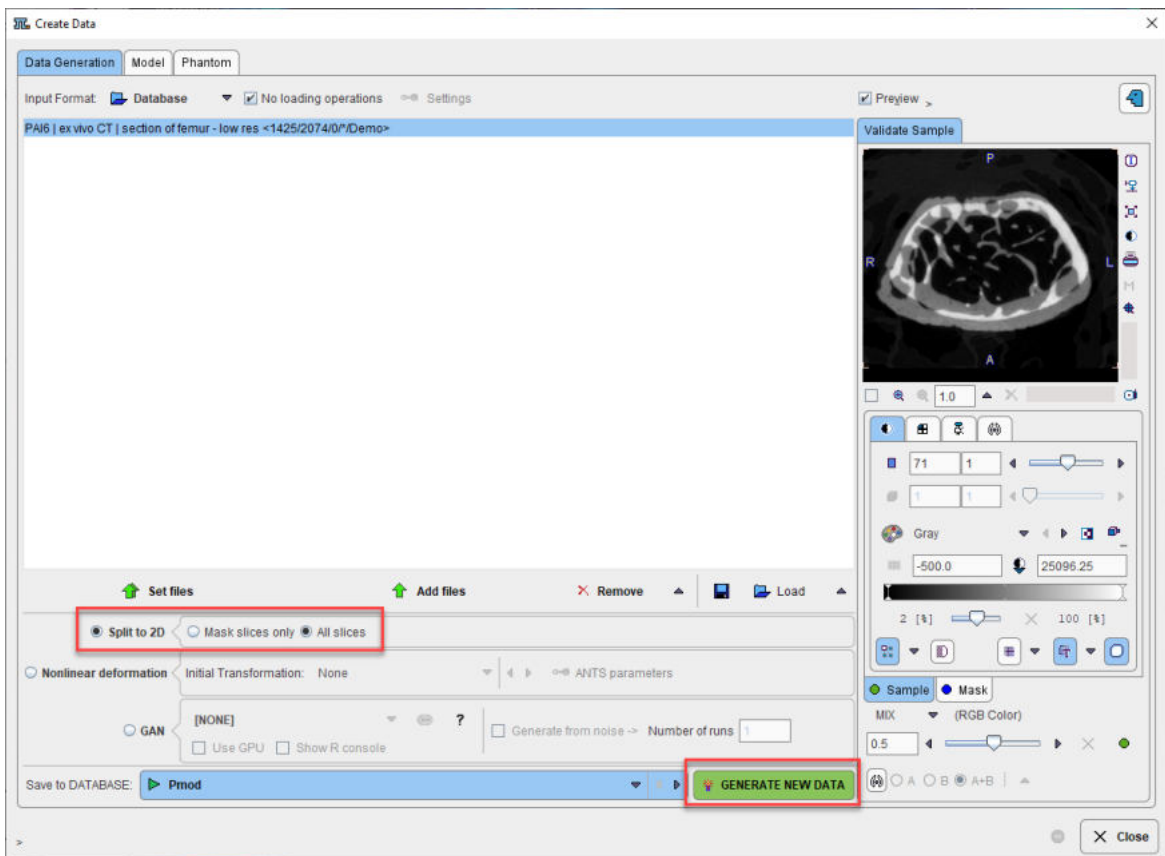 Create Data
Data Generation Model Phantom
Input Format: Database No loading operations Settings
PAI6 | ex vivo CT | section of femur - low res <1425/2074/0/*/Demo>
Set files Add files Remove Load
Split to 2D Mask slices only All slices
Nonlinear deformation Initial Transformation: None ANTS parameters
GAN [NONE] ? Generate from noise -> Number of runs 1
Use GPU Show R console
Save to DATABASE: Pmod GENERATE NEW DATA
>
Preview >
Validate Sample
P
R L
A
M
1.0
71 1
1 1
Gray
-500.0 25096.25
2 [%] 100 [%]
Sample Mask
MIX (RGB Color)
0.5
A B A+B
Close